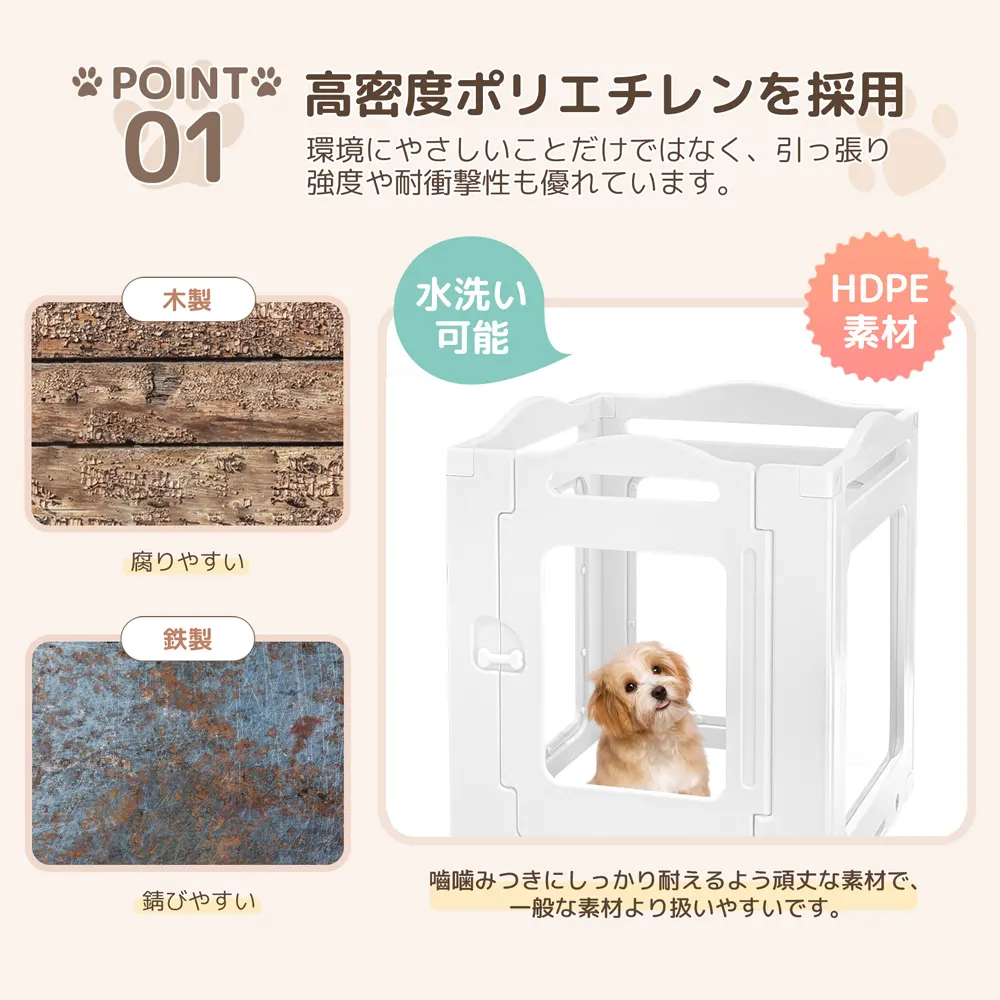 POINT
01
高密度ポリエチレンを採用
環境にやさしいことだけではなく、引っ張り
強度や耐衝撃性も優れています。
木製
腐りやすい
鉄製
錆びやすい
水洗い
可能
HDPE
素材
嚙噛みつきにしっかり耐えるよう頑丈な素材で、
一般な素材より扱いやすいです。